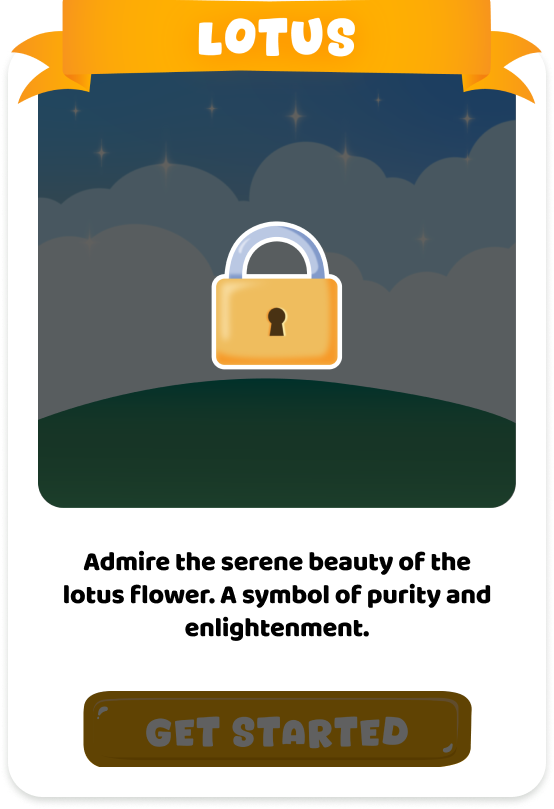 LOTUS
Admire the serene beauty of the
lotus flower. A symbol of purity and
enlightenment.
GET STARTED